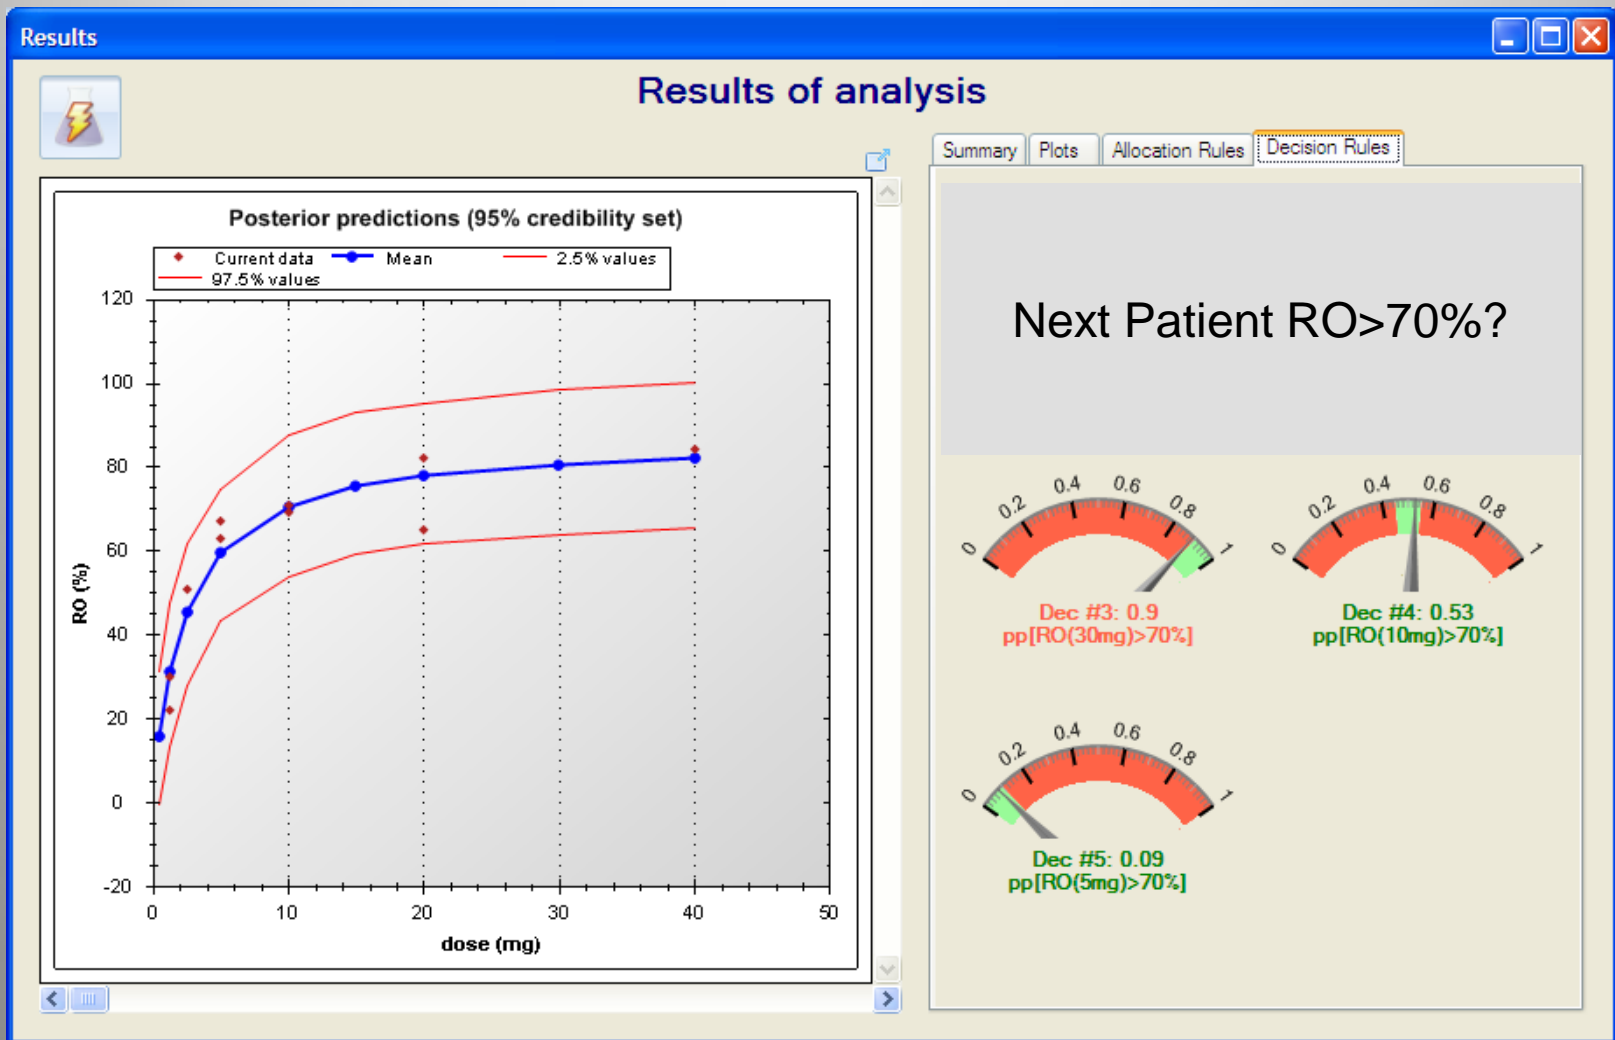 Results
Results of analysis
Summary Plots Allocation Rules Decision Rules
Posterior predictions (95% credibility set)
Current data Mean 2.5% values
97.5% values
120
100
80
60
40
20
0
-20
RO (%)
0 10 20 30 40 50
dose (mg)
Next Patient RO>70%?
0 0.2 0.4 0.6 0.8 1
Dec #3: 0.9
pp[RO(30mg)>70%]
0 0.2 0.4 0.6 0.8 1
Dec #4: 0.53
pp[RO(10mg)>70%]
0 0.2 0.4 0.6 0.8 1
Dec #5: 0.09
pp[RO(5mg)>70%]